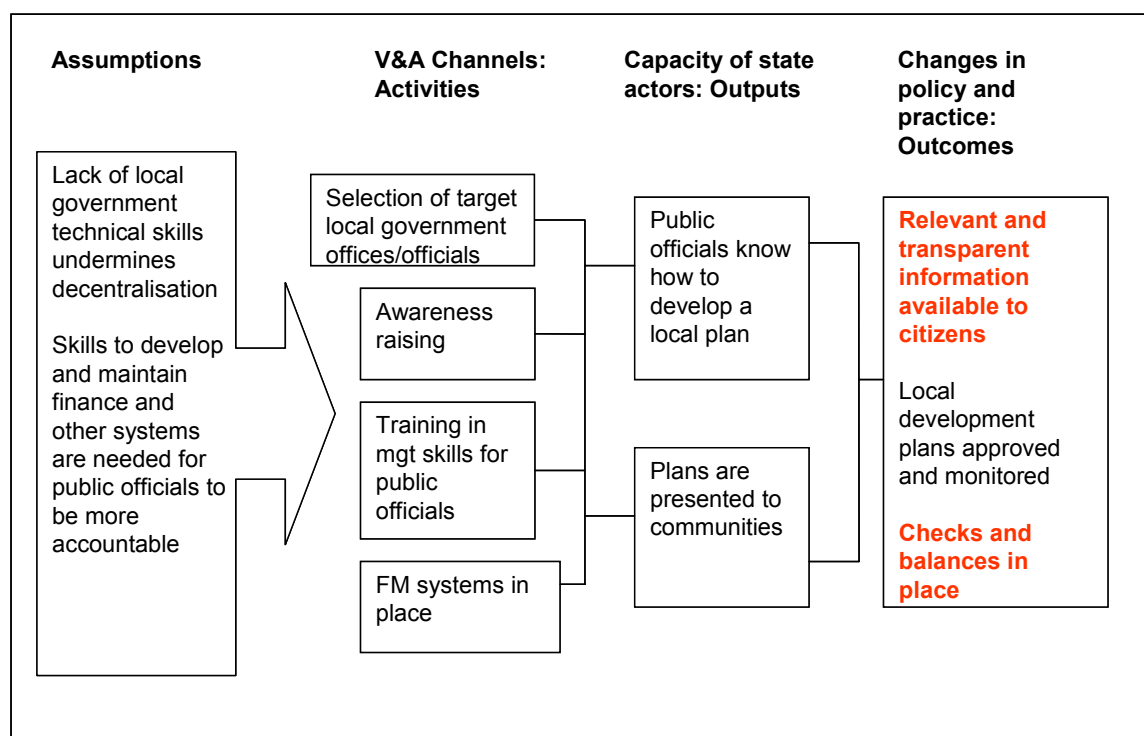 Assumptions
Lack of local
government
technical skills
undermines
decentralisation
Skills to develop
and maintain
finance and
other systems
are needed for
public officials to
be more
accountable
V&A Channels:
Activities
Selection of target
local government
offices/officials
Awareness
raising
Training in
mgt skills for
public
officials
FM systems in
place
Capacity of state
actors: Outputs
Public
officials know
how to
develop a
local plan
Plans are
presented to
communities
Changes in
policy and
practice:
Outcomes
Relevant and
transparent
information
available to
citizens
Local
development
plans approved
and monitored
Checks and
balances in
place